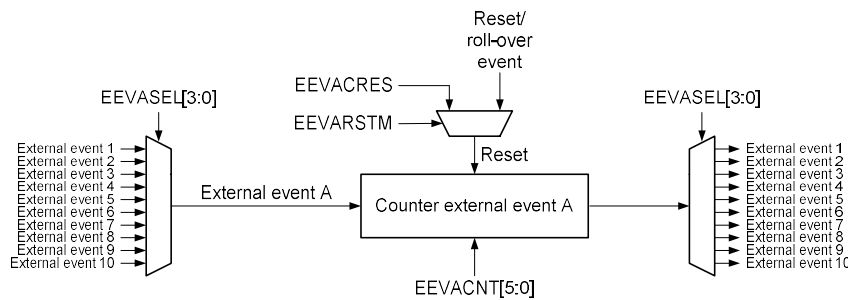 Reset/
roll-over
event
EEVACRES
EEVASEL[3:0]
EEVASEL[3:0]
EEVARSTM
Reset
External event 1
External event 2
External event 3
External event 4
External event 5
External event 6
External event 7
External event 8
External event 9
External event 10
External event A
Counter external event A
External event 1
External event 2
External event 3
External event 4
External event 5
External event 6
External event 7
External event 8
External event 9
External event 10
EEVACNT[5:0]